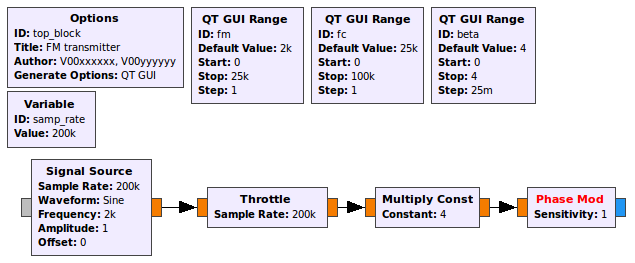 Options
ID: top_block
Title: FM transmitter
Author: V00xxxxxx, V00yyyyyy
Generate Options: QT GUI
QT GUI Range
ID: fm
Default Value: 2k
Start: 0
Stop: 25k
Step: 1
QT GUI Range
ID: fc
Default Value: 25k
Start: 0
Stop: 100k
Step: 1
QT GUI Range
ID: beta
Default Value: 4
Start: 0
Stop: 4
Step: 25m
Variable
ID: samp_rate
Value: 200k
Signal Source
Sample Rate: 200k
Waveform: Sine
Frequency: 2k
Amplitude: 1
Offset: 0
Throttle
Sample Rate: 200k
Multiply Const
Constant: 4
Phase Mod
Sensitivity: 1